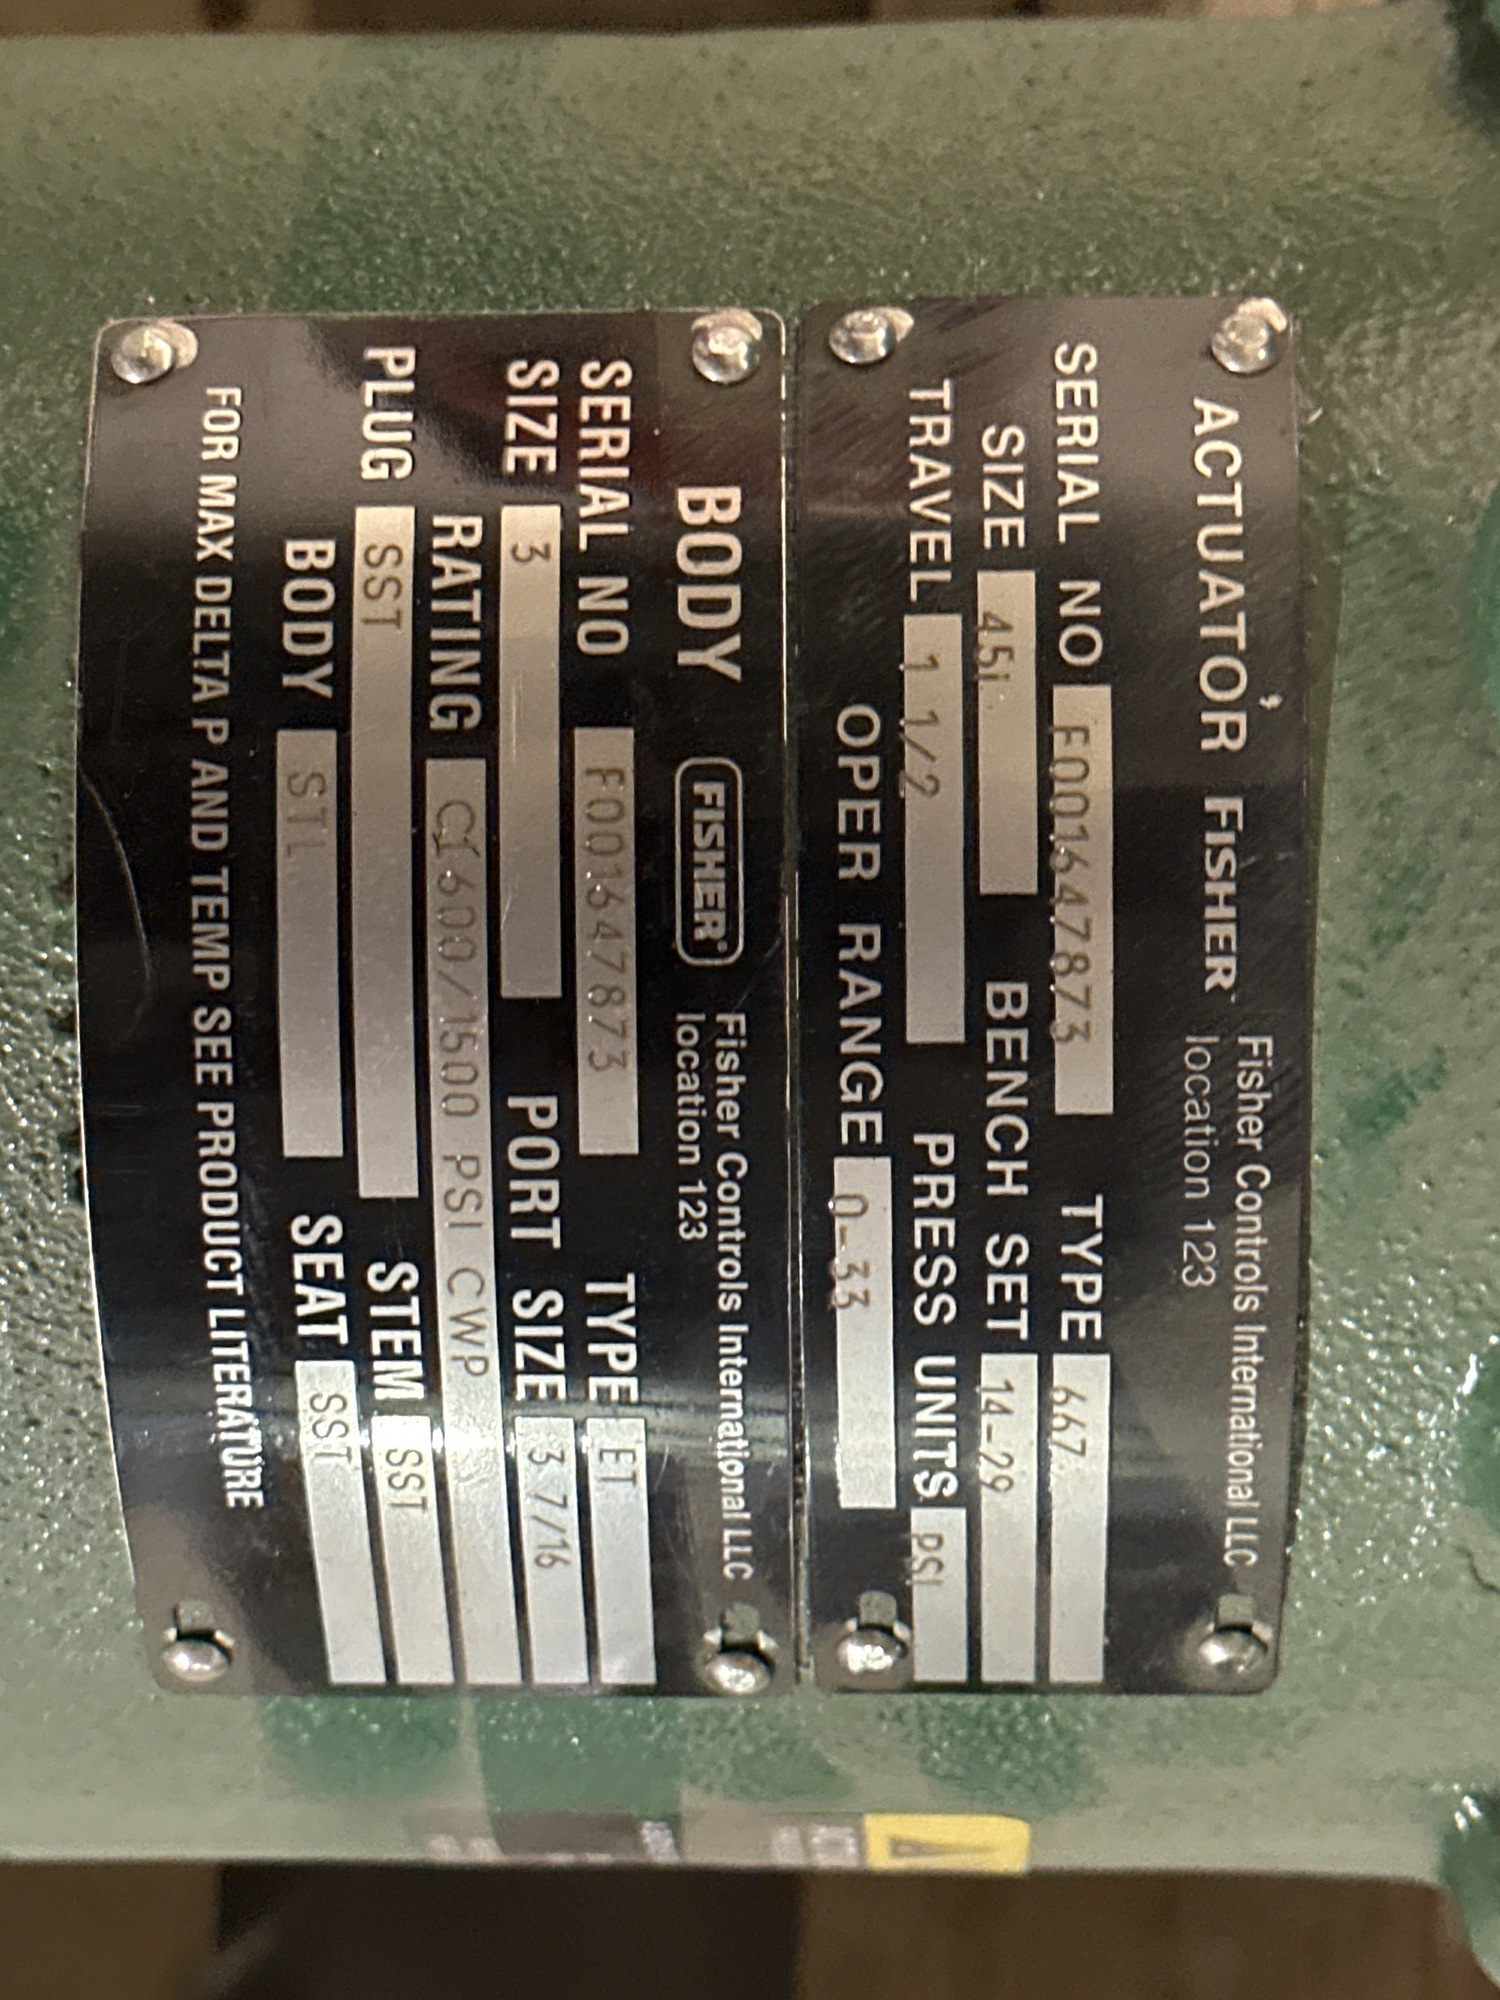 ACTUATOR FISHER Fisher Controls International LLC
location 123
SERIAL NO F001647873 TYPE 667
SIZE 45i BENCH SET 14-29
TRAVEL 1 1/2 PRESS UNITS PSI
OPER RANGE 0-33
BODY FISHER Fisher Controls International LLC
location 123
SERIAL NO F001647873 TYPE ET
SIZE 3 PORT SIZE 3 7/16
RATING Cl600/1500 PSI CWP
PLUG SST STEM SST
BODY STL SEAT SST
FOR MAX DELTA P AND TEMP SEE PRODUCT LITERATURE